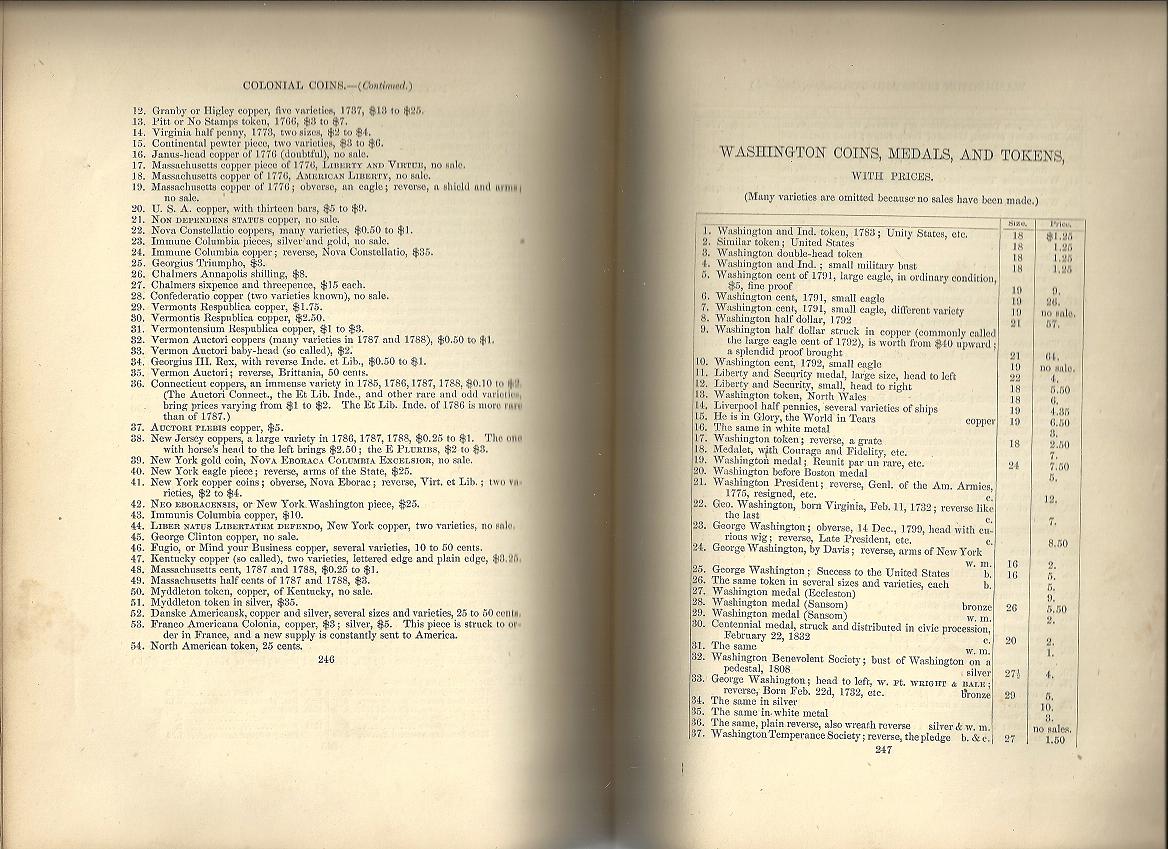 COLONIAL COINS.—(Continued.)
12. Granby or Higley copper, five varieties, 1737, $13 to $25.
13. Pitt or No Stamps token, 1766, $3 to $7.
14. Virginia half penny, 1773, two sizes, $2 to $4.
15. Continental pewter piece, two varieties, $3 to $6.
16. Janus-head copper of 1776 (doubtful), no sale.
17. Massachusetts copper piece of 1776, LIBERTY AND VIRTUE, no sale.
18. Massachusetts copper of 1776, AMERICAN LIBERTY, no sale.
19. Massachusetts copper of 1776; obverse, an eagle; reverse, a shield and arms;
no sale.
20. U. S. A. copper, with thirteen bars, $5 to $9.
21. NON DEPENDENS STATUS copper, no sale.
22. Nova Constellatio coppers, many varieties, $0.50 to $1.
23. Immune Columbia pieces, silver and gold, no sale.
24. Immune Columbia copper; reverse, Nova Constellatio, $35.
25. Georgius Triumpho, $3.
26. Chalmers Annapolis shilling, $8.
27. Chalmers sixpence and threepence, $15 each.
28. Confederatio copper (two varieties known), no sale.
29. Vermonts Respublica copper, $1.75.
30. Vermontis Respublica copper, $2.50.
31. Vermontensium Respublica copper, $1 to $3.
32. Vermon Auctori coppers (many varieties in 1787 and 1788), $0.50 to $1.
33. Vermon Auctori baby-head (so called), $2.
34. Georgius III. Rex, with reverse Inde. et Lib., $0.50 to $1.
35. Vermon Auctori; reverse, Brittania, 50 cents.
36. Connecticut coppers, an immense variety in 1785, 1786, 1787, 1788, $0.10 to $2.
(The Auctori Connect., the Et Lib. Inde., and other rare and odd varieties,
bring prices varying from $1 to $2. The Et Lib. Inde. of 1786 is more rare
than of 1787.)
37. AUCTORI PLEBIS copper, $5.
38. New Jersey coppers, a large variety in 1786, 1787, 1788, $0.25 to $1. The one
with horse's head to the left brings $2.50; the E PLURIBS, $2 to $3.
39. New York gold coin, NOVA EBORACA COLUMBIA EXCELSIOR, no sale.
40. New York eagle piece; reverse, arms of the State, $25.
41. New York copper coins; obverse, Nova Eborac; reverse, Virt. et Lib.; two va-
rieties, $2 to $4.
42. NEO EBORACENSIS, or New York Washington piece, $25.
43. Immunis Columbia copper, $10.
44. LIBER NATUS LIBERTATEM DEFENDO, New York copper, two varieties, no sale.
45. George Clinton copper, no sale.
46. Fugio, or Mind your Business copper, several varieties, 10 to 50 cents.
47. Kentucky copper (so called), two varieties, lettered edge and plain edge, $3.25.
48. Massachusetts cent, 1787 and 1788, $0.25 to $1.
49. Massachusetts half cents of 1787 and 1788, $3.
50. Myddleton token, copper, of Kentucky, no sale.
51. Myddleton token in silver, $35.
52. Danske Americansk, copper and silver, several sizes and varieties, 25 to 50 cents.
53. Franco Americana Colonia, copper, $3; silver, $5. This piece is struck to or-
der in France, and a new supply is constantly sent to America.
54. North American token, 25 cents.
246
WASHINGTON COINS, MEDALS, AND TOKENS,
WITH PRICES.
(Many varieties are omitted because no sales have been made.)
Size. Price.
1. Washington and Ind. token, 1783; Unity States, etc. 18 $1.25
2. Similar token; United States 18 1.25
3. Washington double-head token 18 1.25
4. Washington and Ind.; small military bust 18 1.25
5. Washington cent of 1791, large eagle, in ordinary condition,
$5, fine proof 19 9.
6. Washington cent, 1791, small eagle 19 26.
7. Washington cent, 1791, small eagle, different variety 19 no sale.
8. Washington half dollar, 1792 21 57.
9. Washington half dollar struck in copper (commonly called
the large eagle cent of 1792), is worth from $40 upward;
a splendid proof brought 21 61.
10. Washington cent, 1792, small eagle 19 no sale.
11. Liberty and Security medal, large size, head to left 22 4.
12. Liberty and Security, small, head to right 18 5.50
13. Washington token, North Wales 18 6.
14. Liverpool half pennies, several varieties of ships 19 4.35
15. He is in Glory, the World in Tears copper 19 6.50
16. The same in white metal 3.
17. Washington token; reverse, a grate 18 2.50
18. Medalet, with Courage and Fidelity, etc. 7.
19. Washington medal; Reunit par un rare, etc. 24 7.50
20. Washington before Boston medal 5.
21. Washington President; reverse, Genl. of the Am. Armies,
1775, resigned, etc. c. 12.
22. Geo. Washington, born Virginia, Feb. 11, 1732; reverse like
the last c. 7.
23. George Washington; obverse, 14 Dec., 1799, head with cu-
rious wig; reverse, Late President, etc. c. 8.50
24. George Washington, by Davis; reverse, arms of New York
w. m. 16 2.
25. George Washington; Success to the United States b. 16 5.
26. The same token in several sizes and varieties, each b. 5.
27. Washington medal (Eccleston) 9.
28. Washington medal (Sansom) bronze 26 5.50
29. Washington medal (Sansom) w. m. 2.
30. Centennial medal, struck and distributed in civic procession,
February 22, 1832 c. 20 2.
31. The same w. m. 1.
32. Washington Benevolent Society; bust of Washington on a
pedestal, 1808 silver 27½ 4.
33. George Washington; head to left, W. PT. WRIGHT & BALE;
reverse, Born Feb. 22d, 1732, etc. bronze 29 5.
34. The same in silver 10.
35. The same in white metal 3.
36. The same, plain reverse, also wreath reverse silver & w. m. no sales.
37. Washington Temperance Society; reverse, the pledge b. & c. 27 1.50
247